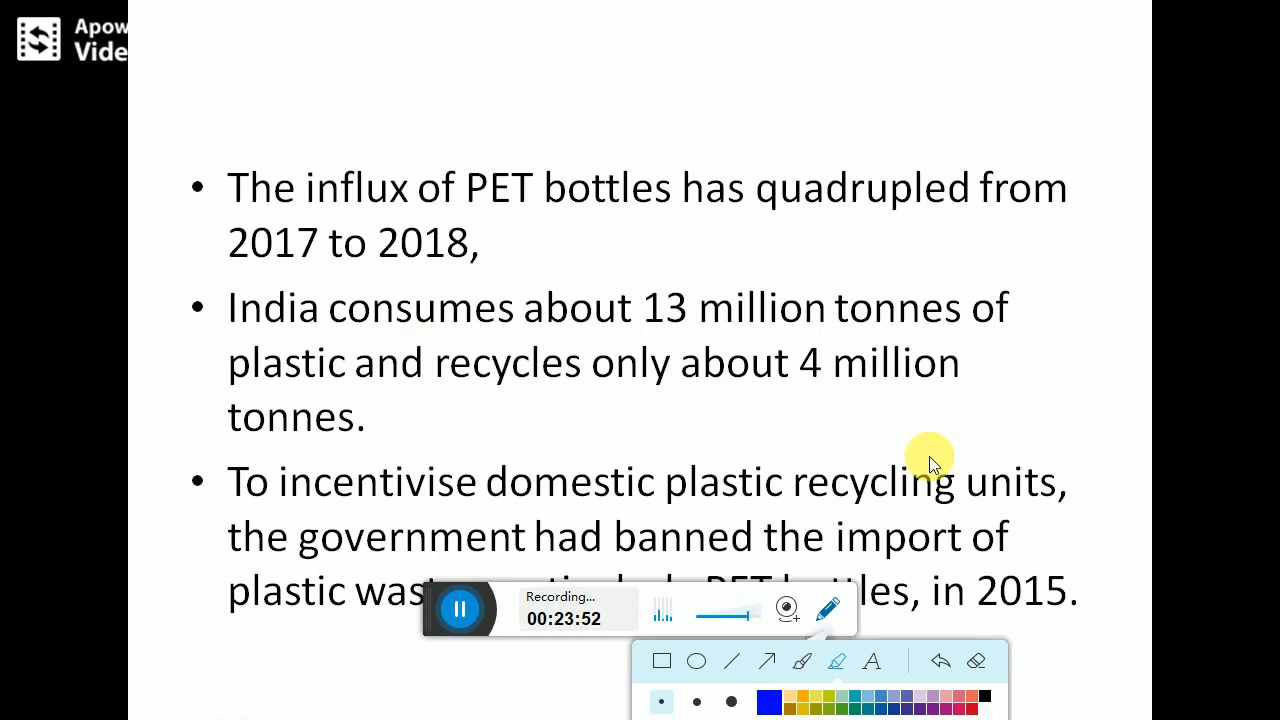 Apow
Vide
• The influx of PET bottles has quadrupled from
2017 to 2018,
• India consumes about 13 million tonnes of
plastic and recycles only about 4 million
tonnes.
• To incentivise domestic plastic recycling units,
the government had banned the import of
plastic PET bottles, in 2015.
Recording...
00:23:52
A